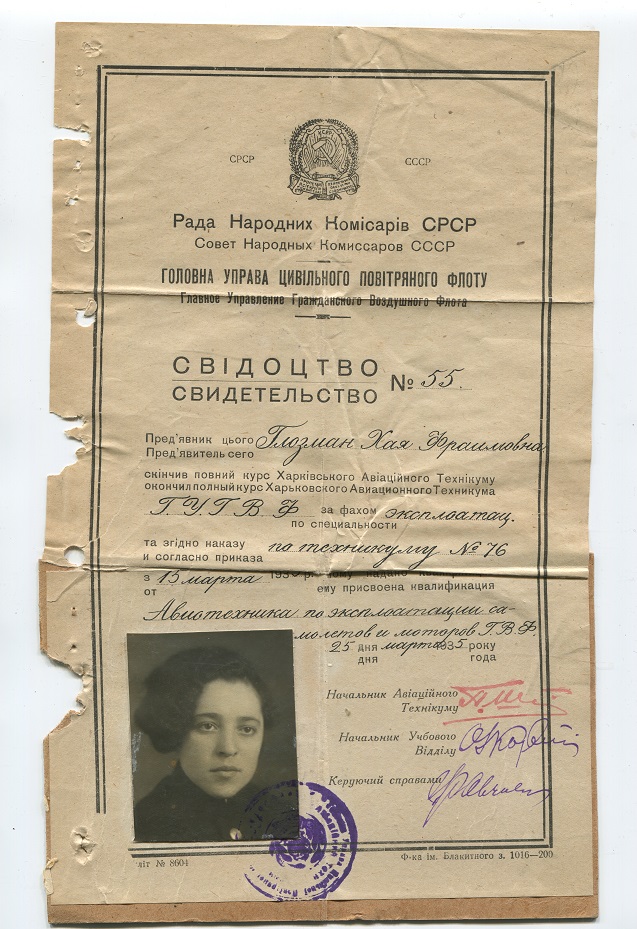 СРСР СССР
Рада Народних Комісарів СРСР
Совет Народных Комиссаров СССР
ГОЛОВНА УПРАВА ЦИВІЛЬНОГО ПОВІТРЯНОГО ФЛОТУ
Главное Управление Гражданского Воздушного Флота
СВІДОЦТВО
СВИДЕТЕЛЬСТВО
№ 55.
Пред'явник цього
Пред'явитель сего
Глозман Хая Фраимовна
скінчив повний курс Харківського Авіаційного Технікуму
окончил полный курс Харьковского Авиационного Техникума
Г. У. Г. В. Ф за фахом эксплоатац.
по специальности
та згідно наказу
и согласно приказа
по техникуму № 76
з 15 марта 193
от ему присвоена квалификация
Авиотехника по эксплоатации са-
молетов и моторов Г. В. Ф.
25 дня марта 1935 року
дня года
Начальник Авіаційного
Технікуму
Начальник Учбового
Відділу
Керуючий справами
літ № 8604
Ф-ка ім. Блакитного з. 1016—200